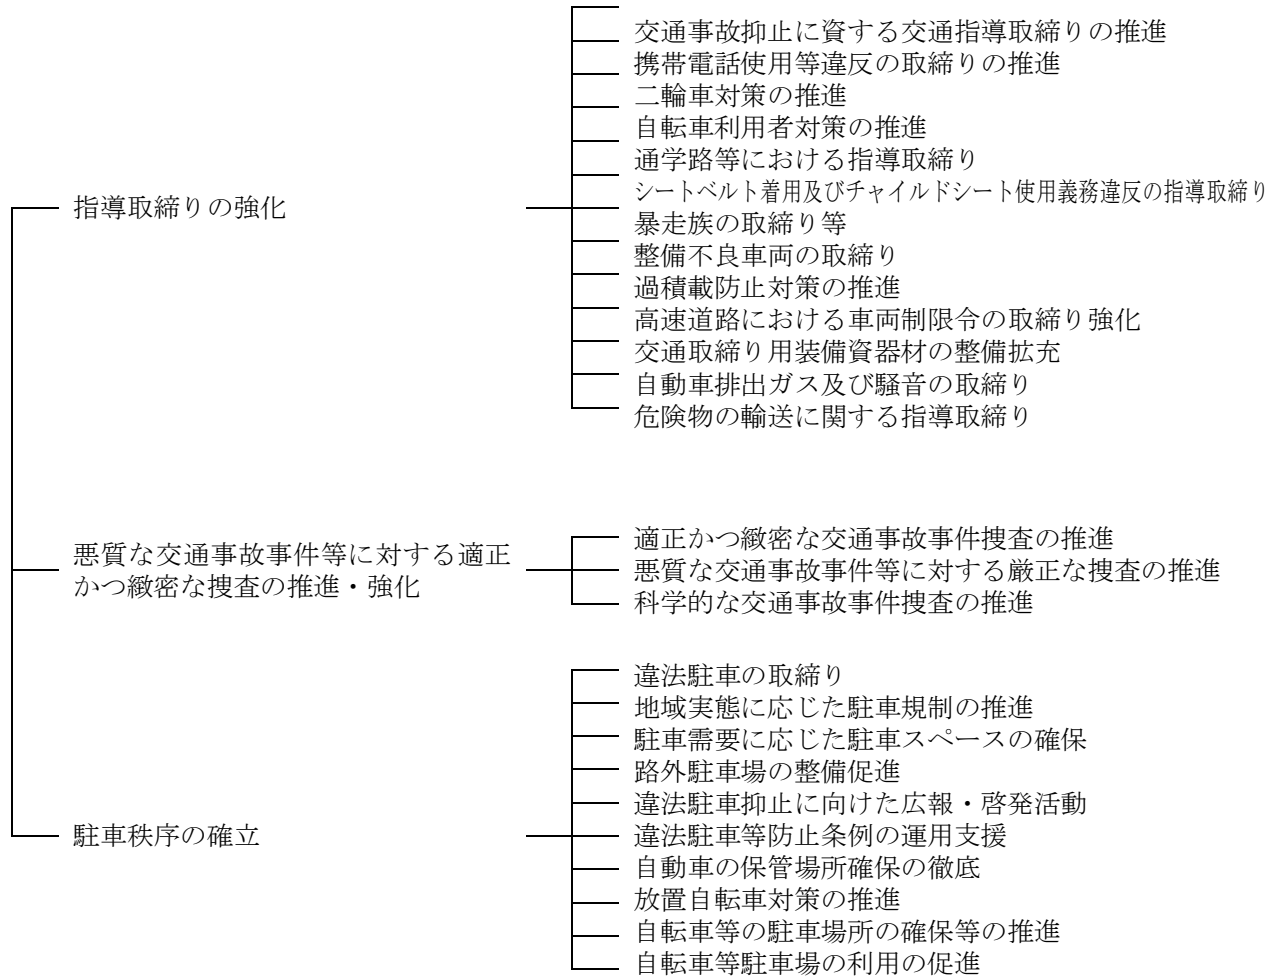 指導取締りの強化
交通事故抑止に資する交通指導取締りの推進
携帯電話使用等違反の取締りの推進
二輪車対策の推進
自転車利用者対策の推進
通学路等における指導取締り
シートベルト着用及びチャイルドシート使用義務違反の指導取締り
暴走族の取締り等
整備不良車両の取締り
過積載防止対策の推進
高速道路における車両制限令の取締り強化
交通取締り用装備資器材の整備拡充
自動車排出ガス及び騒音の取締り
危険物の輸送に関する指導取締り
悪質な交通事故事件等に対する適正
かつ緻密な捜査の推進・強化
適正かつ緻密な交通事故事件捜査の推進
悪質な交通事故事件等に対する厳正な捜査の推進
科学的な交通事故事件捜査の推進
駐車秩序の確立
違法駐車の取締り
地域実態に応じた駐車規制の推進
駐車需要に応じた駐車スペースの確保
路外駐車場の整備促進
違法駐車抑止に向けた広報・啓発活動
違法駐車等防止条例の運用支援
自動車の保管場所確保の徹底
放置自転車対策の推進
自転車等の駐車場所の確保等の推進
自転車等駐車場の利用の促進